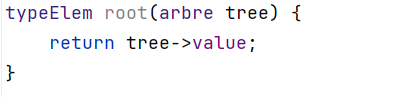 typeElem root(arbre tree) {
    return tree->value;
}